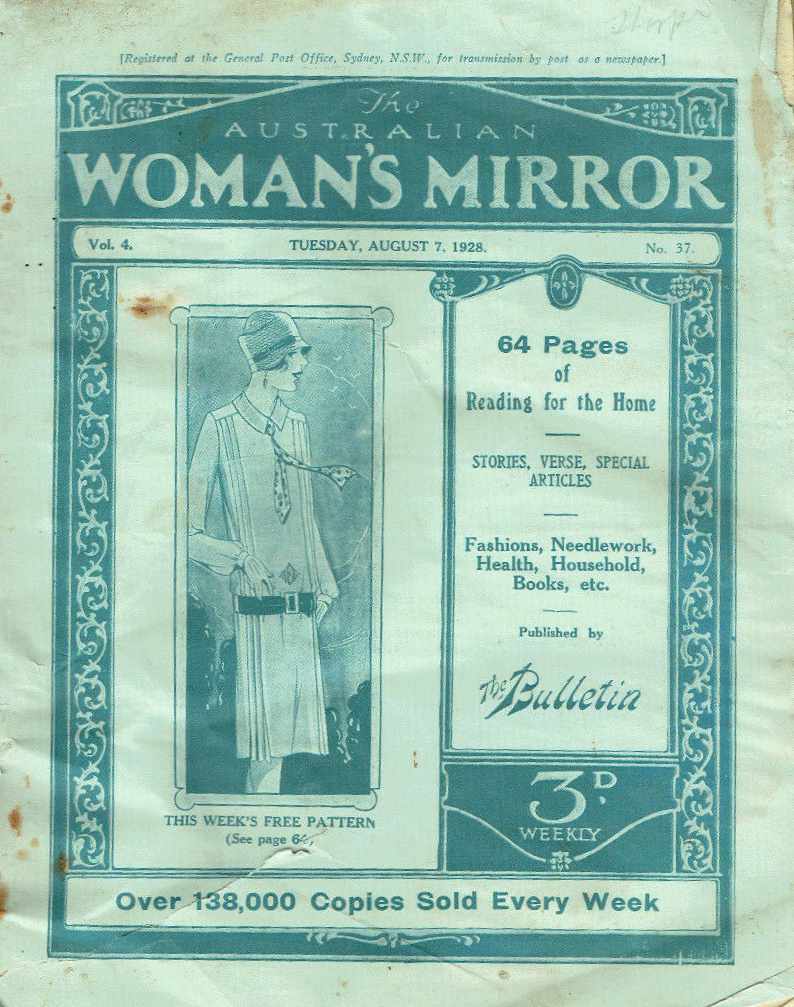 [Registered at the General Post Office, Sydney, N.S.W., for transmission by post as a newspaper.]
The
AUSTRALIAN
WOMAN'S MIRROR
Vol. 4. TUESDAY, AUGUST 7, 1928. No. 37.
64 Pages
of
Reading for the Home
STORIES, VERSE, SPECIAL
ARTICLES
Fashions, Needlework,
Health, Household,
Books, etc.
Published by
The Bulletin
3D.
WEEKLY
THIS WEEK'S FREE PATTERN
(See page
Over 138,000 Copies Sold Every Week